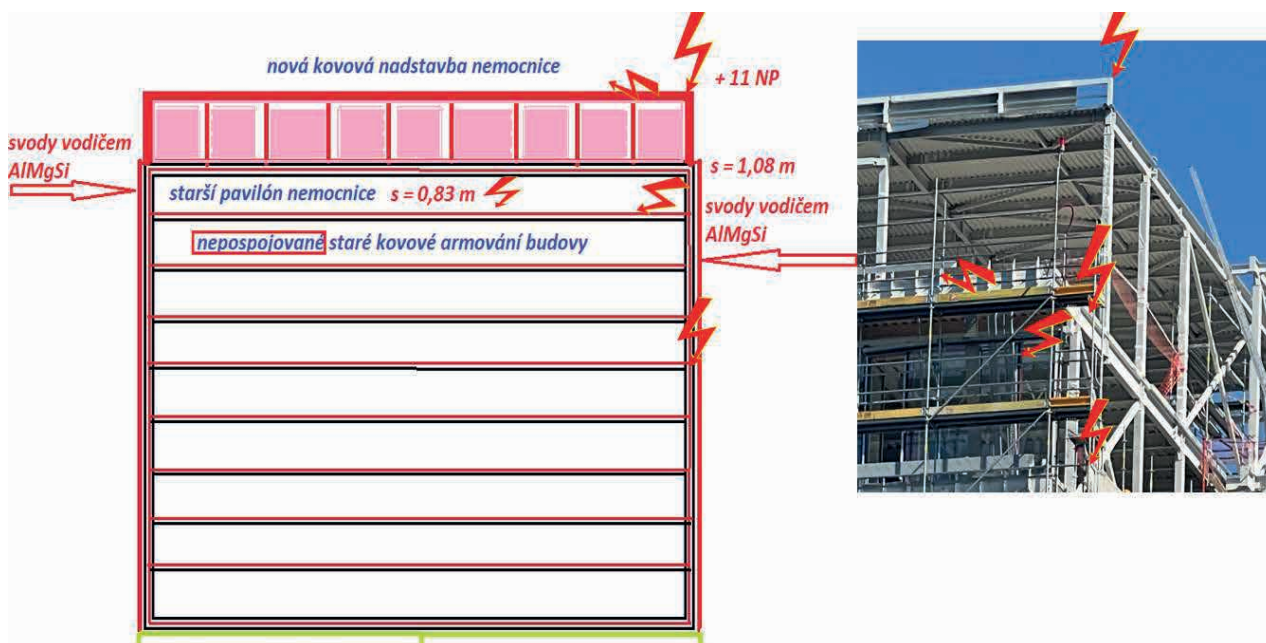 nová kovová nadstavba nemocnice
+ 11 NP
svody vodičem
AlMgSi
s = 1,08 m
starší pavilón nemocnice s = 0,83 m
svody vodičem
AlMgSi
nepospojované staré kovové armování budovy